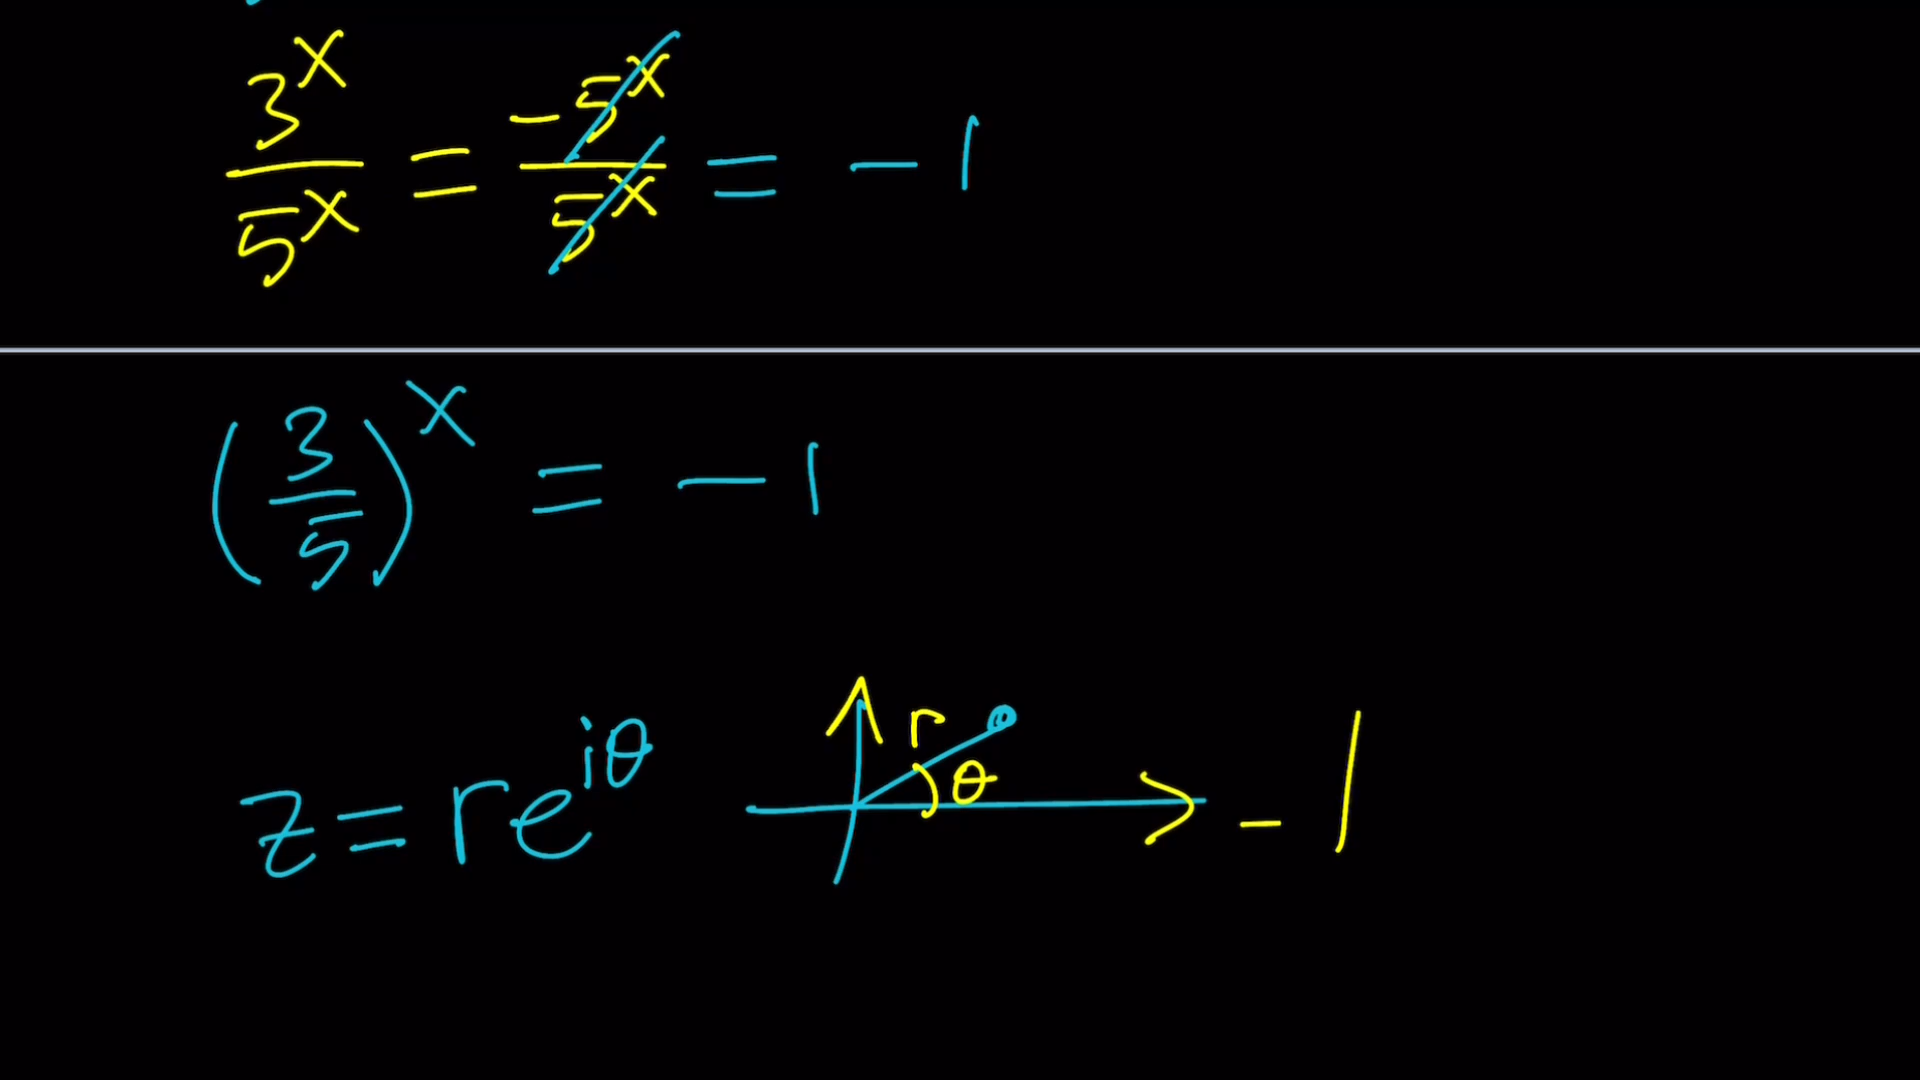 3^x/5^x = -5^x/5^x = -1
(3/5)^x = -1
z = re^{iθ} r θ -1